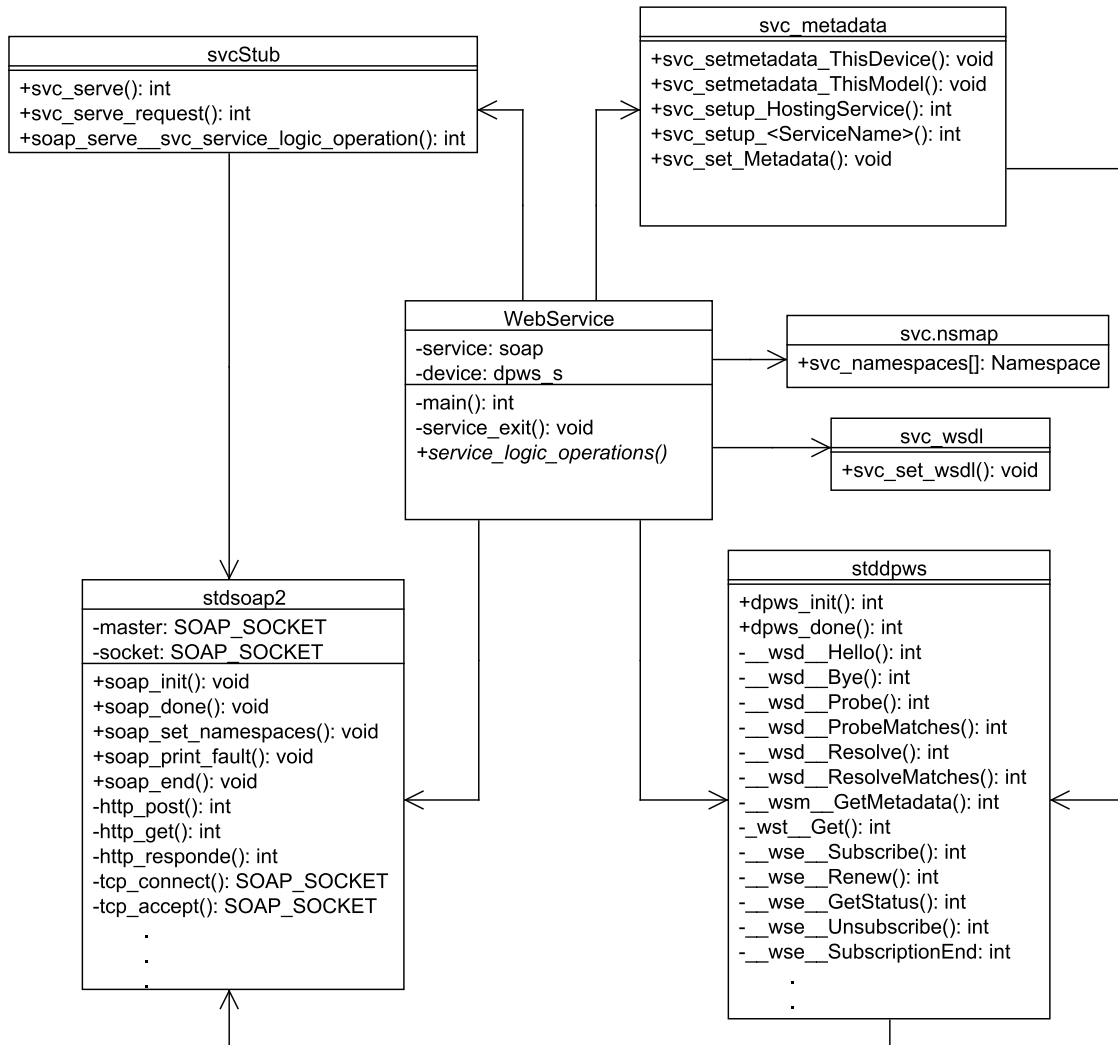 svcStub
+svc_serve(): int
+svc_serve_request(): int
+soap_serve__svc_service_logic_operation(): int
svc_metadata
+svc_setmetadata_ThisDevice(): void
+svc_setmetadata_ThisModel(): void
+svc_setup_HostingService(): int
+svc_setup_<ServiceName>(): int
+svc_set_Metadata(): void
WebService
-service: soap
-device: dpws_s
-main(): int
-service_exit(): void
+service_logic_operations()
svc.nsmap
+svc_namespaces[]: Namespace
svc_wsdl
+svc_set_wsdl(): void
stdsoap2
-master: SOAP_SOCKET
-socket: SOAP_SOCKET
+soap_init(): void
+soap_done(): void
+soap_set_namespaces(): void
+soap_print_fault(): void
+soap_end(): void
-http_post(): int
-http_get(): int
-http_responde(): int
-tcp_connect(): SOAP_SOCKET
-tcp_accept(): SOAP_SOCKET
.
.
.
stddpws
+dpws_init(): int
+dpws_done(): int
-__wsd__Hello(): int
-__wsd__Bye(): int
-__wsd__Probe(): int
-__wsd__ProbeMatches(): int
-__wsd__Resolve(): int
-__wsd__ResolveMatches(): int
-__wsm__GetMetadata(): int
-_wst__Get(): int
-__wse__Subscribe(): int
-__wse__Renew(): int
-__wse__GetStatus(): int
-__wse__Unsubscribe(): int
-__wse__SubscriptionEnd: int
.
.